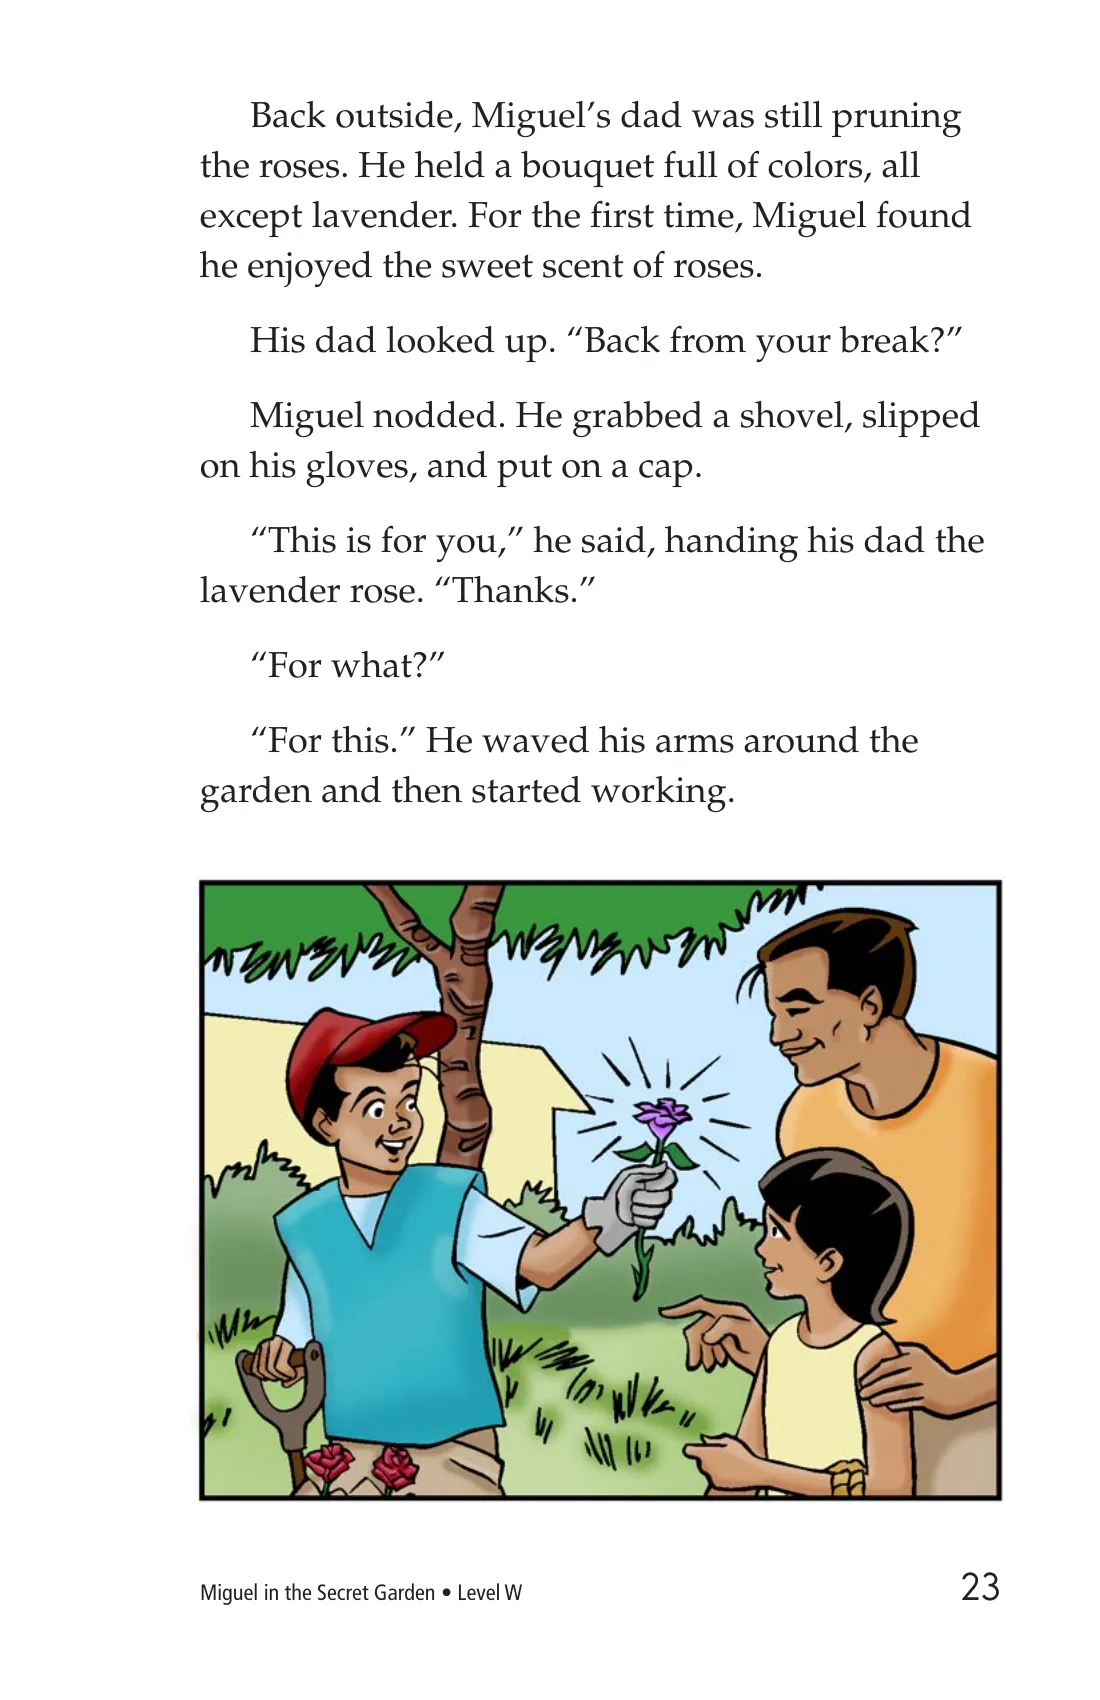 Back outside, Miguel’s dad was still pruning
the roses. He held a bouquet full of colors, all
except lavender. For the first time, Miguel found
he enjoyed the sweet scent of roses.
His dad looked up. “Back from your break?”
Miguel nodded. He grabbed a shovel, slipped
on his gloves, and put on a cap.
“This is for you,” he said, handing his dad the
lavender rose. “Thanks.”
“For what?”
“For this.” He waved his arms around the
garden and then started working.
Miguel in the Secret Garden • Level W
23